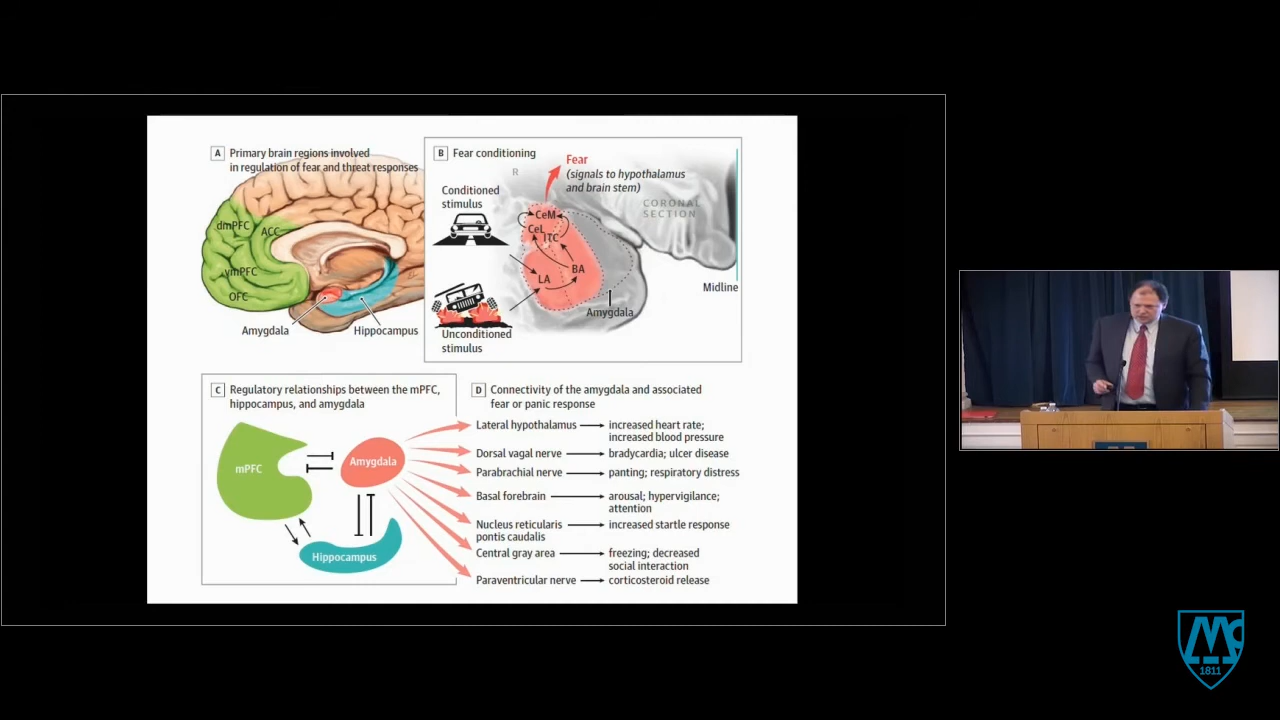 A Primary brain regions involved
in regulation of fear and threat responses
dmPFC
ACC
vmPFC
OFC
Amygdala
Hippocampus
B Fear conditioning
R
Fear
(signals to hypothalamus
and brain stem)
Conditioned
stimulus
CORONAL
SECTION
CeM
CeL
ITC
BA
LA
Midline
Amygdala
Unconditioned
stimulus
C Regulatory relationships between the mPFC,
hippocampus, and amygdala
mPFC
Amygdala
Hippocampus
D Connectivity of the amygdala and associated
fear or panic response
Lateral hypothalamus
increased heart rate;
increased blood pressure
Dorsal vagal nerve
bradycardia; ulcer disease
Parabrachial nerve
panting; respiratory distress
Basal forebrain
arousal; hypervigilance;
attention
Nucleus reticularis
pontis caudalis
increased startle response
Central gray area
freezing; decreased
social interaction
Paraventricular nerve
corticosteroid release
1811